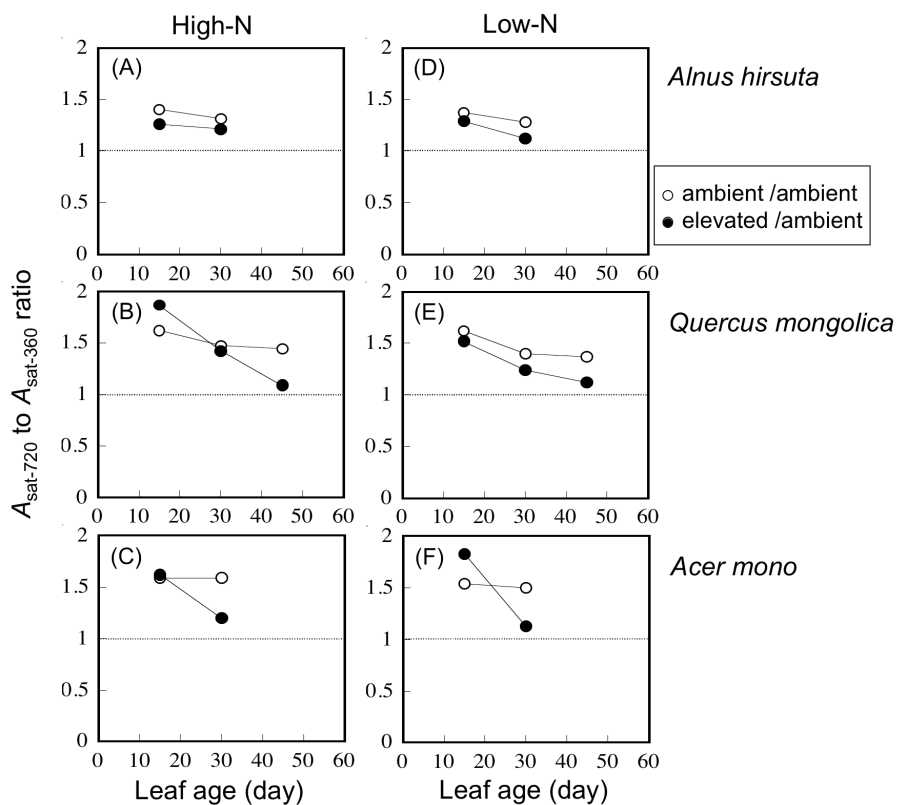 High-N
Low-N
Asat-720 to Asat-360 ratio
(A)
2
1.5
1
0.5
0
0 10 20 30 40 50 60
(D)
2
1.5
1
0.5
0
0 10 20 30 40 50 60
Alnus hirsuta
ambient /ambient
elevated /ambient
(B)
2
1.5
1
0.5
0
0 10 20 30 40 50 60
(E)
2
1.5
1
0.5
0
0 10 20 30 40 50 60
Quercus mongolica
(C)
2
1.5
1
0.5
0
0 10 20 30 40 50 60
Leaf age (day)
(F)
2
1.5
1
0.5
0
0 10 20 30 40 50 60
Leaf age (day)
Acer mono